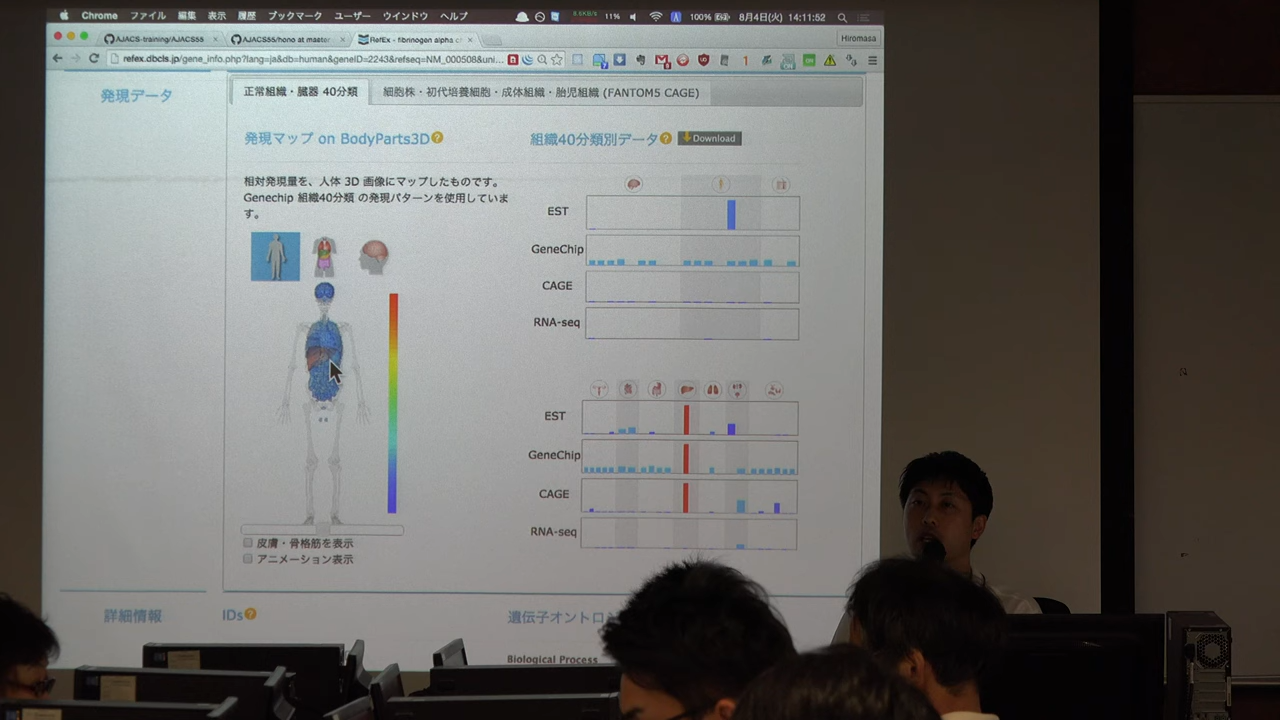 Chrome ファイル 編集 表示 履歴 ブックマーク ユーザー ウインドウ ヘルプ 11% 100% 8月4日(火) 14:11:52
AJACS-training/AJACS55 AJACS55/hono at master RefEx - fibrinogen alpha c Hiromasa
refex.dbcls.jp/gene_info.php?lang=ja&db=human&geneID=2243&refseq=NM_000508&uni...
発現データ
正常組織・臓器 40分類 細胞株・初代培養細胞・成体組織・胎児組織 (FANTOM5 CAGE)
発現マップ on BodyParts3D
組織40分類別データ Download
相対発現量を、人体 3D 画像にマップしたものです。
Genechip 組織40分類 の発現パターンを使用していま
す。
EST
GeneChip
CAGE
RNA-seq
EST
GeneChip
CAGE
RNA-seq
皮膚・骨格筋を表示
アニメーション表示
詳細情報
IDs
遺伝子オントロ
Biological Process